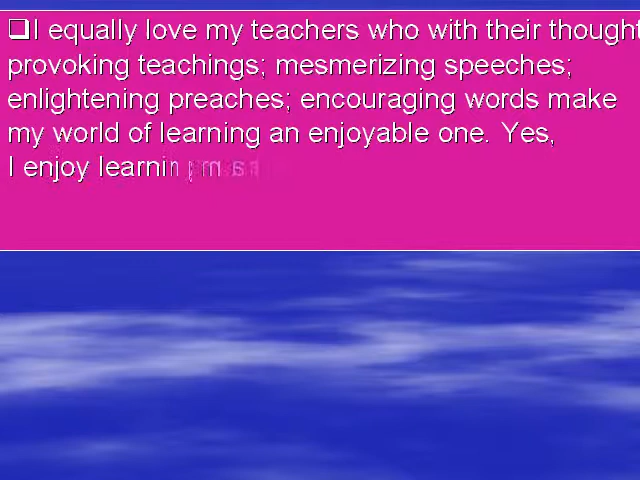 ❑I equally love my teachers who with their thought
provoking teachings; mesmerizing speeches;
enlightening preaches; encouraging words make
my world of learning an enjoyable one. Yes,
I enjoy